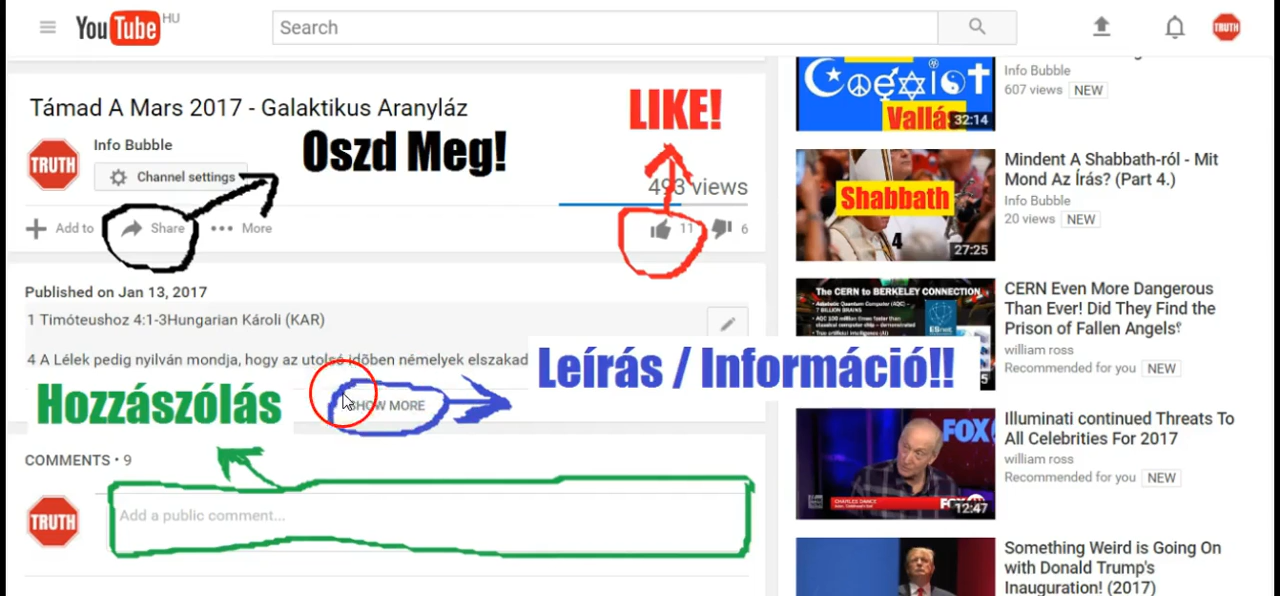 YouTube HU
Search
Támad A Mars 2017 - Galaktikus Aranyláz
TRUTH
Info Bubble
Channel settings
Oszd Meg!
LIKE!
493 views
Add to
Share
More
11
6
Published on Jan 13, 2017
1 Timóteushoz 4:1-3Hungarian Károli (KAR)
4 A Lélek pedig nyilván mondja, hogy az utolsó időben némelyek elszakad
Leírás / Információ!!
SHOW MORE
Hozzászólás
COMMENTS • 9
TRUTH
Add a public comment...
TRUTH
Vallás
32:14
Info Bubble
607 views NEW
Shabbath
4
27:25
Mindent A Shabbath-ról - Mit
Mond Az Írás? (Part 4.)
Info Bubble
20 views NEW
The CERN to BERKELEY CONNECTION
ESnet
CERN Even More Dangerous
Than Ever! Did They Find the
Prison of Fallen Angels⸮
william ross
Recommended for you NEW
FOX
CHARLES DANCE
12:47
Illuminati continued Threats To
All Celebrities For 2017
william ross
Recommended for you NEW
Something Weird is Going On
with Donald Trump's
Inauguration! (2017)